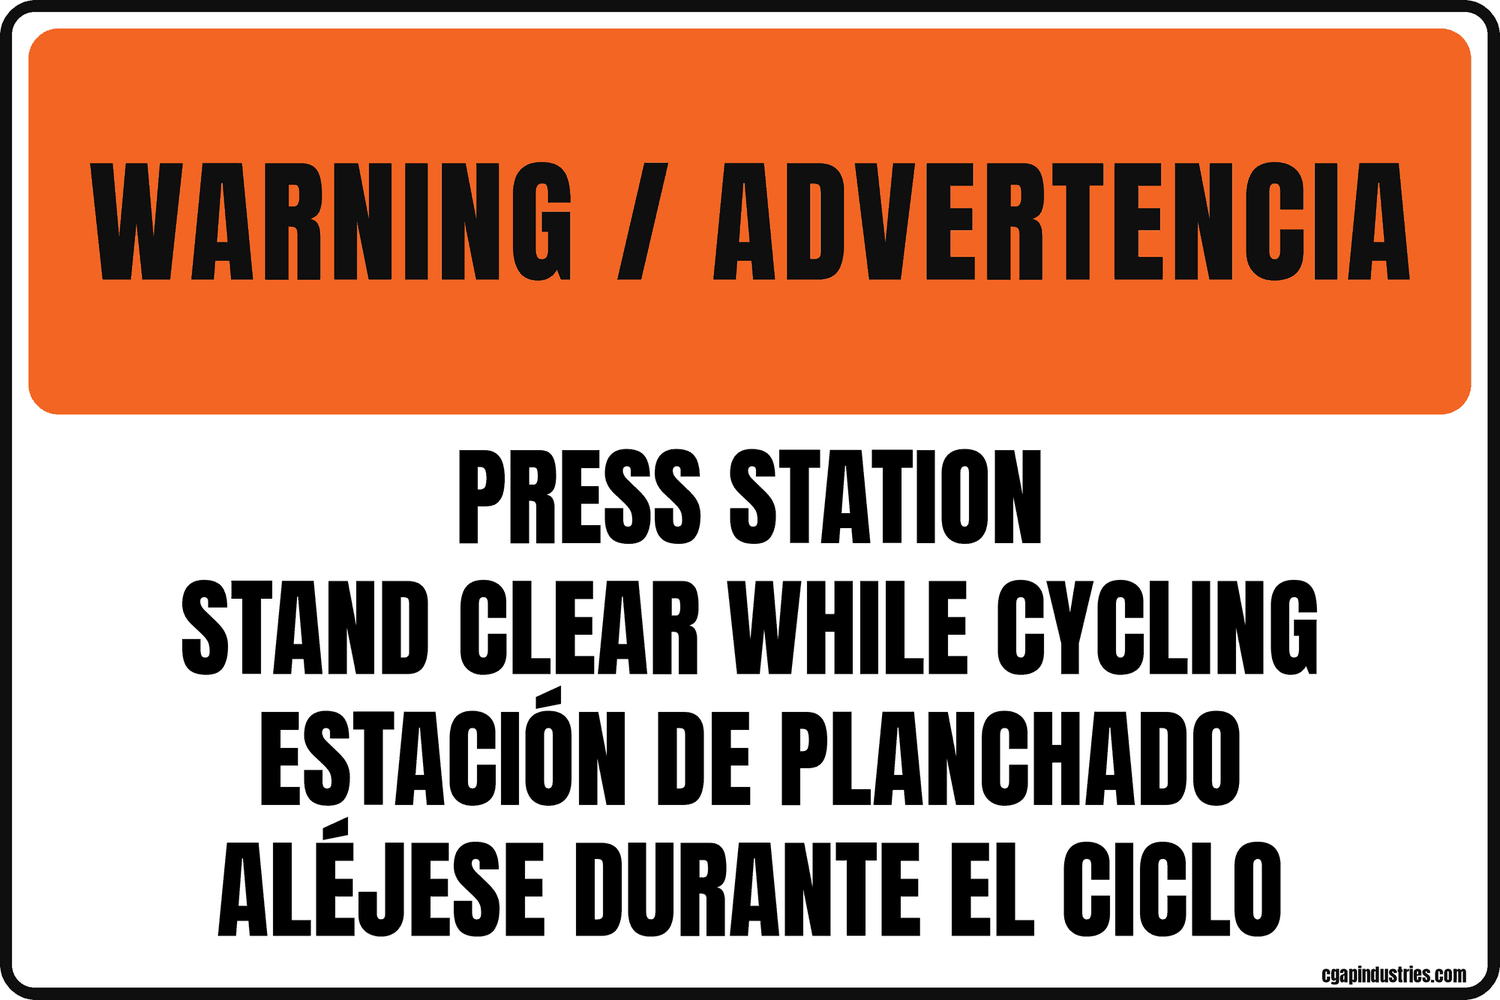 WARNING / ADVERTENCIA
PRESS STATION
STAND CLEAR WHILE CYCLING
ESTACIÓN DE PLANCHADO
ALÉJESE DURANTE EL CICLO
cgapindustries.com